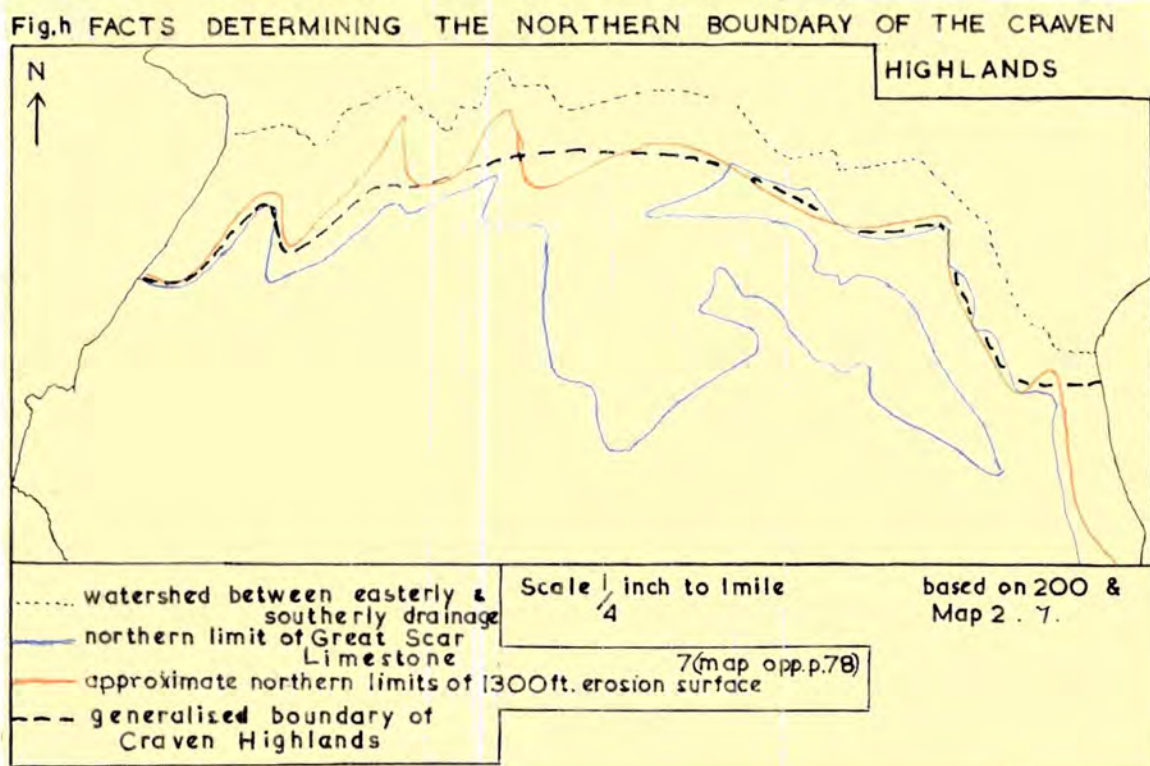 Fig.h FACTS DETERMINING THE NORTHERN BOUNDARY OF THE CRAVEN
HIGHLANDS
N
watershed between easterly &
southerly drainage
northern limit of Great Scar
Limestone
approximate northern limits of 1300ft. erosion surface
generalised boundary of
Craven Highlands
Scale 1/4 inch to 1mile
based on 200 &
Map 2 . 7.
7(map opp.p.78)